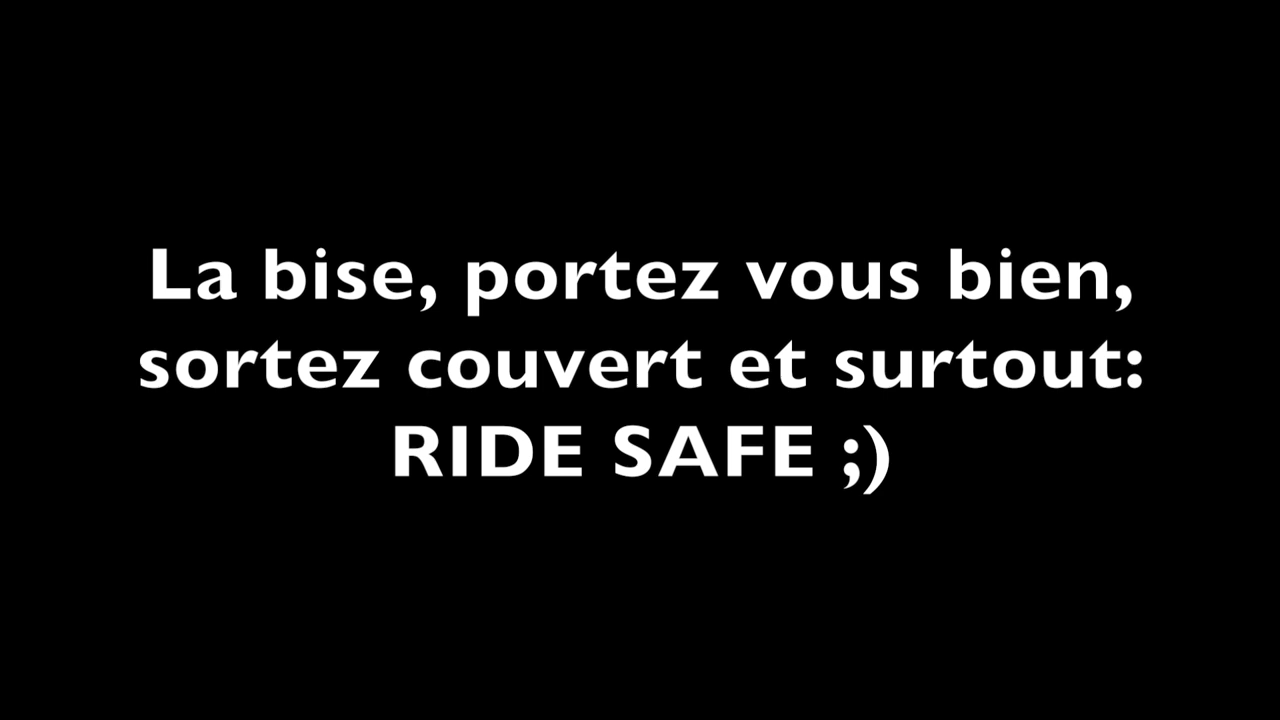 La bise, portez vous bien,
sortez couvert et surtout:
RIDE SAFE ;)